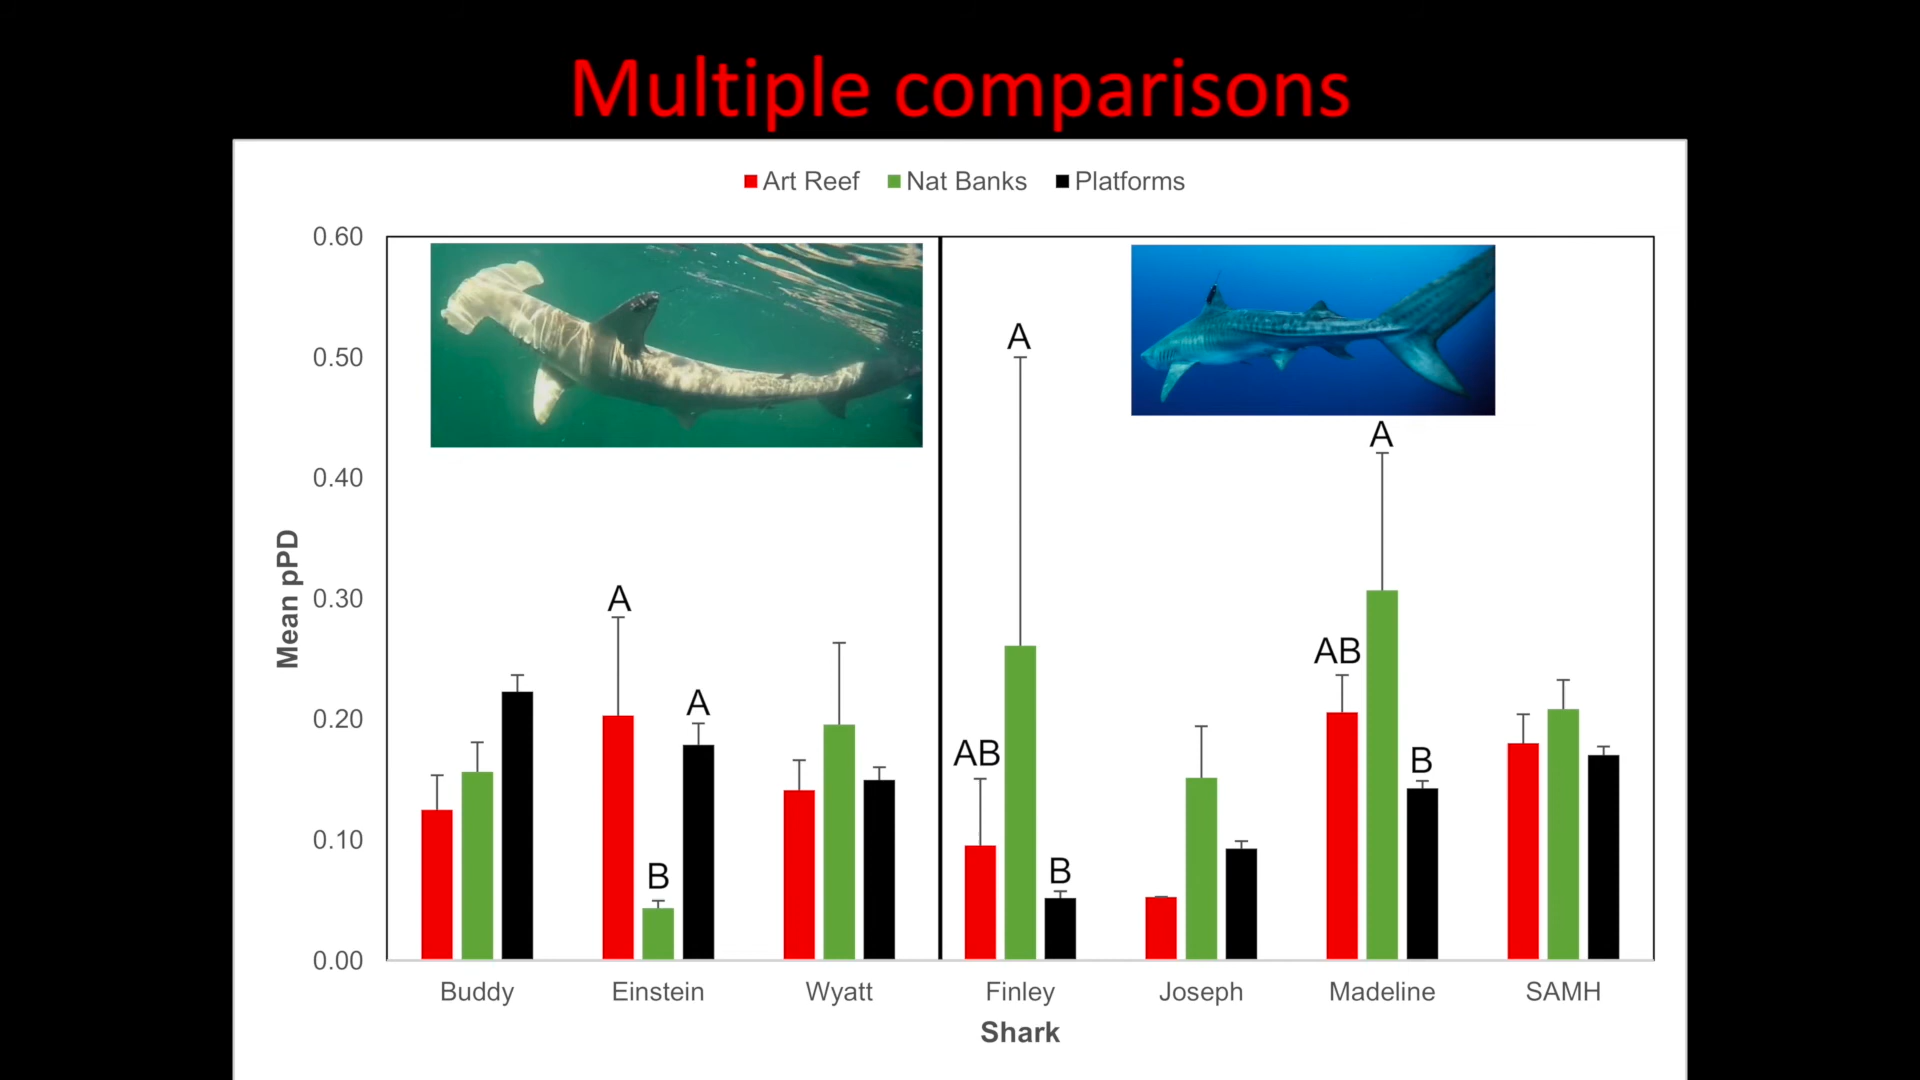 Multiple comparisons
Art Reef Nat Banks Platforms
0.60
0.50
0.40
0.30
0.20
0.10
0.00
Mean pPD
A
A
A
A
AB
A
AB
B
B
B
Buddy Einstein Wyatt Finley Joseph Madeline SAMH
Shark